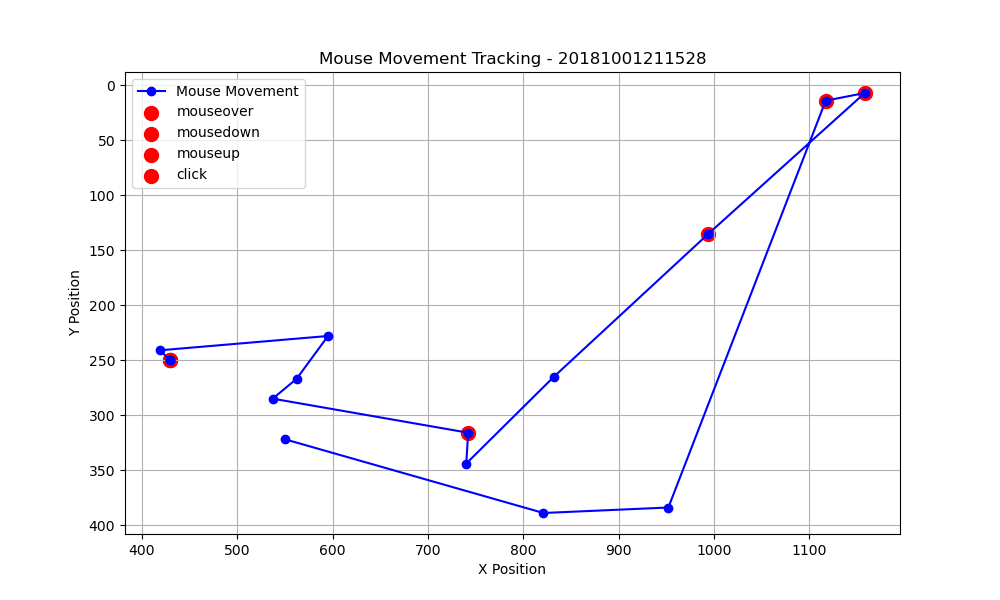 Mouse Movement Tracking - 20181001211528
Mouse Movement
mouseover
mousedown
mouseup
click
0
50
100
150
200
250
300
350
400
Y Position
400 500 600 700 800 900 1000 1100
X Position